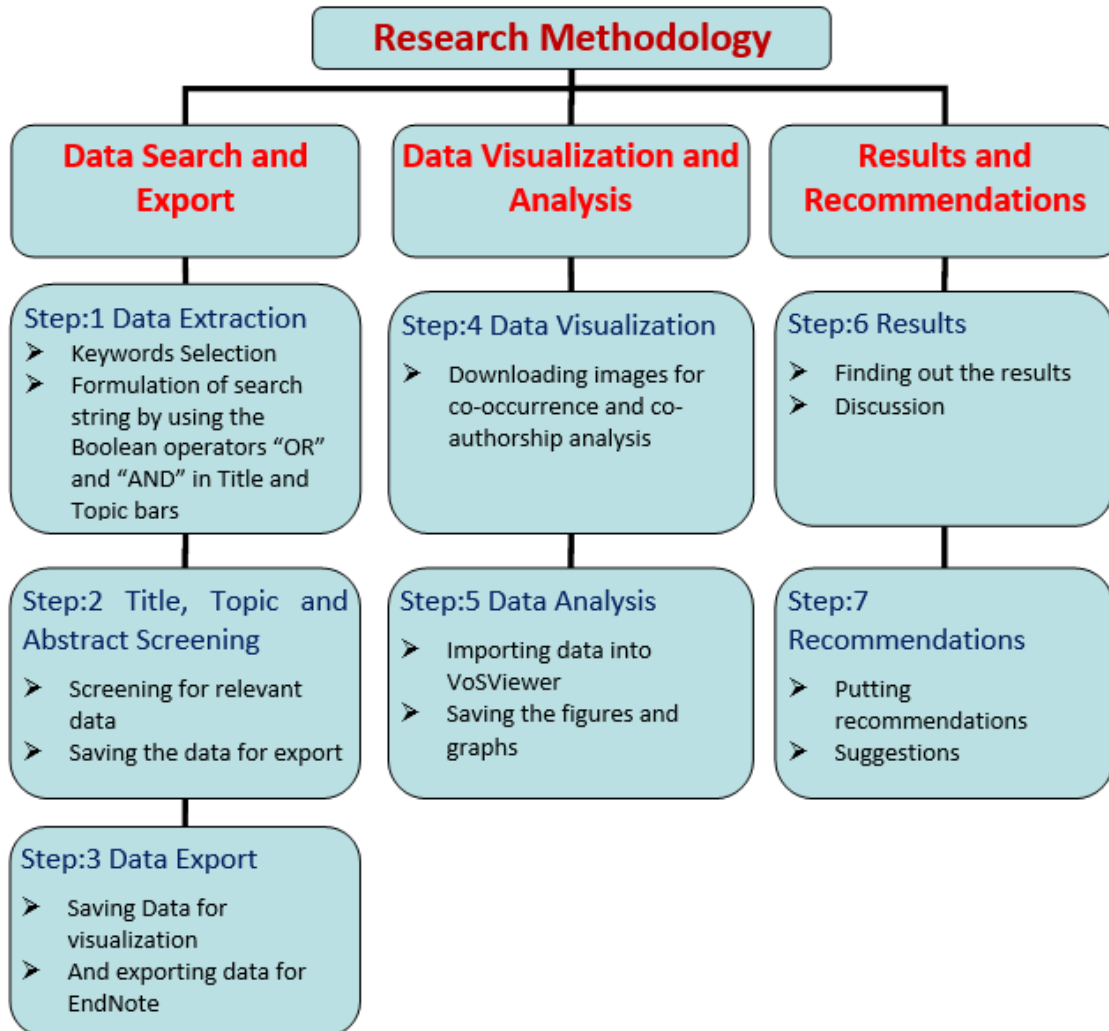 Research Methodology
Data Search and
Export
Data Visualization and
Analysis
Results and
Recommendations
Step:1 Data Extraction
➢ Keywords Selection
➢ Formulation of search
string by using the
Boolean operators “OR”
and “AND” in Title and
Topic bars
Step:2 Title, Topic and
Abstract Screening
➢ Screening for relevant
data
➢ Saving the data for export
Step:3 Data Export
➢ Saving Data for
visualization
➢ And exporting data for
EndNote
Step:4 Data Visualization
➢ Downloading images for
co-occurrence and co-
authorship analysis
Step:5 Data Analysis
➢ Importing data into
VoSViewer
➢ Saving the figures and
graphs
Step:6 Results
➢ Finding out the results
➢ Discussion
Step:7
Recommendations
➢ Putting
recommendations
➢ Suggestions